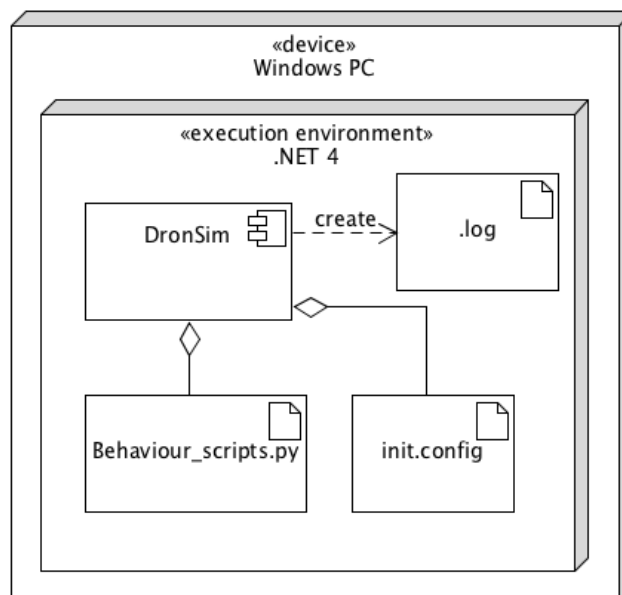 «device»
Windows PC
«execution environment»
.NET 4
DronSim
create
.log
Behaviour_scripts.py
init.config